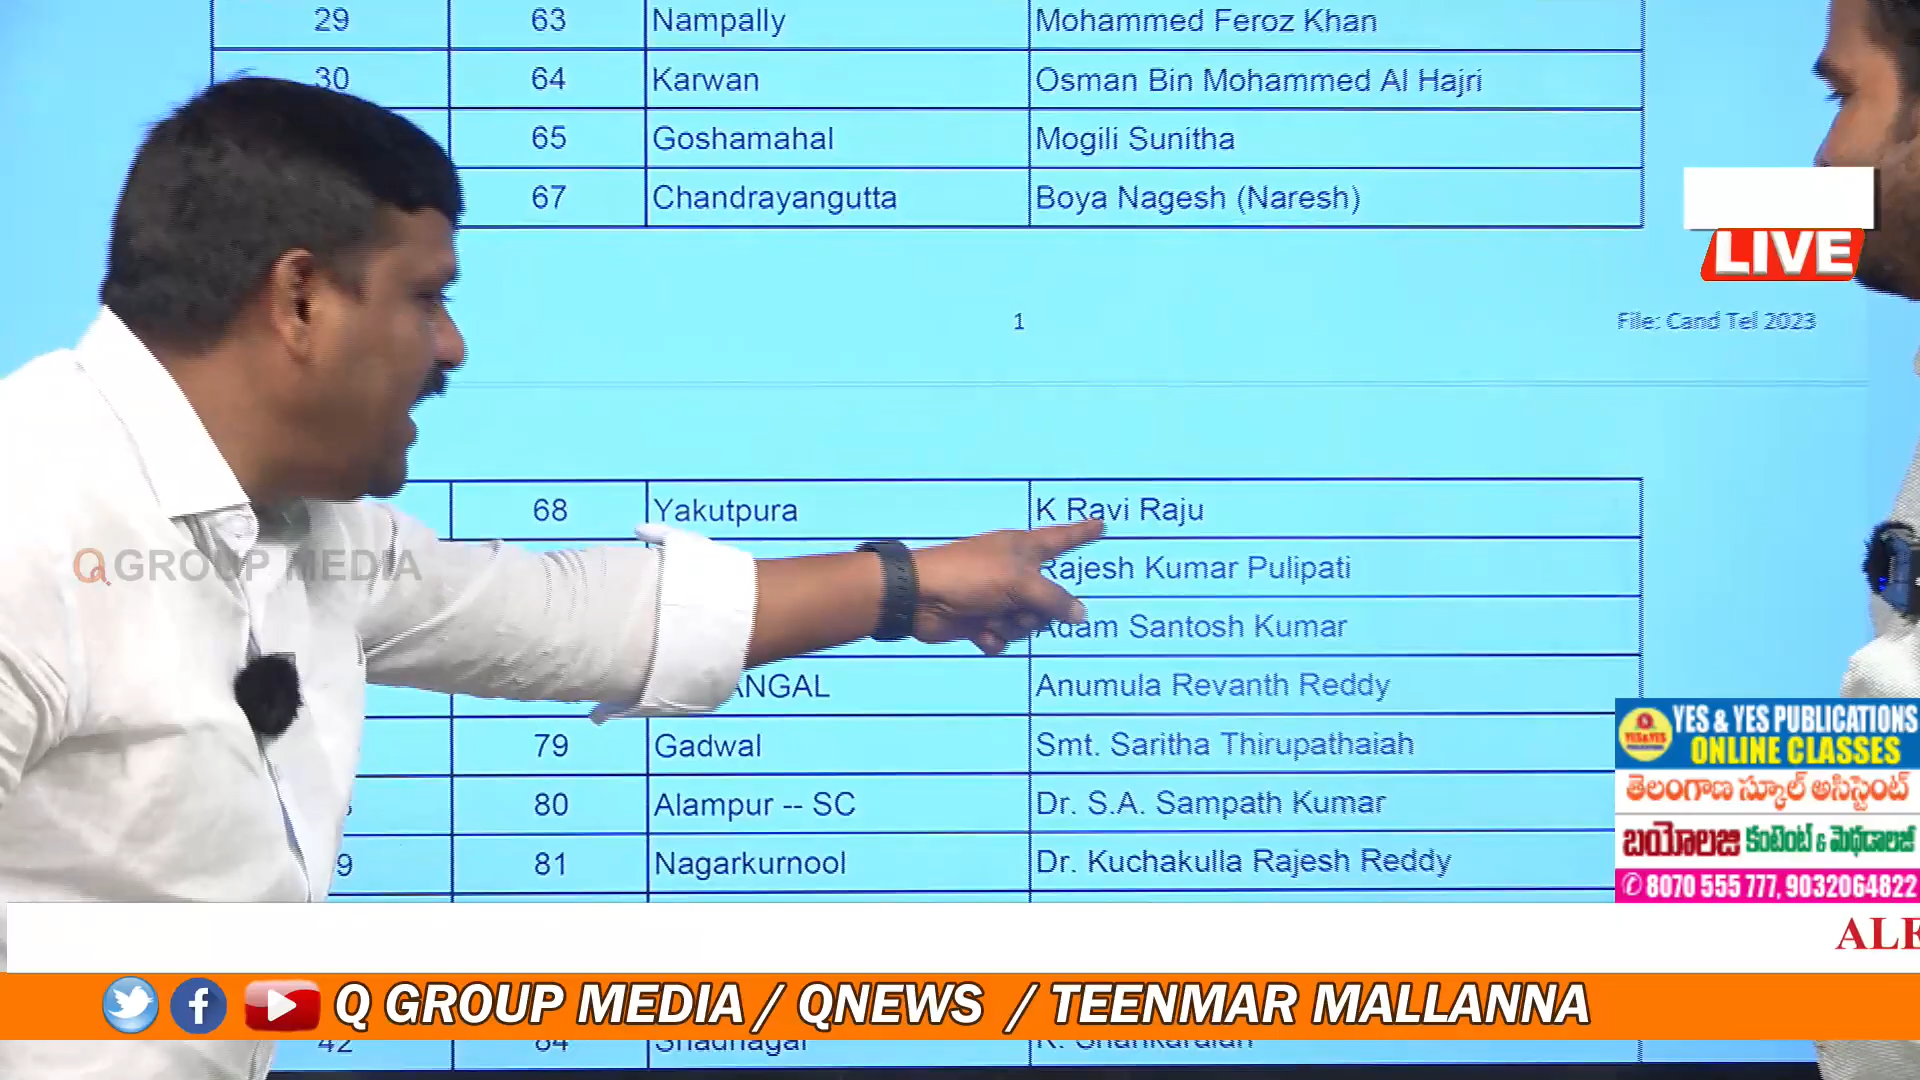 29 63 Nampally Mohammed Feroz Khan
30 64 Karwan Osman Bin Mohammed Al Hajri
65 Goshamahal Mogili Sunitha
67 Chandrayangutta Boya Nagesh (Naresh)
LIVE
1 File: Cand Tel 2023
68 Yakutpura K Ravi Raju
Rajesh Kumar Pulipati
Adam Santosh Kumar
ANGAL Anumula Revanth Reddy
79 Gadwal Smt. Saritha Thirupathaiah
80 Alampur -- SC Dr. S.A. Sampath Kumar
9 81 Nagarkurnool Dr. Kuchakulla Rajesh Reddy
Q GROUP MEDIA
YES & YES PUBLICATIONS
ONLINE CLASSES
తెలంగాణ స్కూల్ అసిస్టెంట్
బయోలజి కంటెంట్ & మెథడాలజీ
8070 555 777, 9032064822
ALE
Q GROUP MEDIA / QNEWS / TEENMAR MALLANNA
42 84 Shadnagar K. Shankaraiah